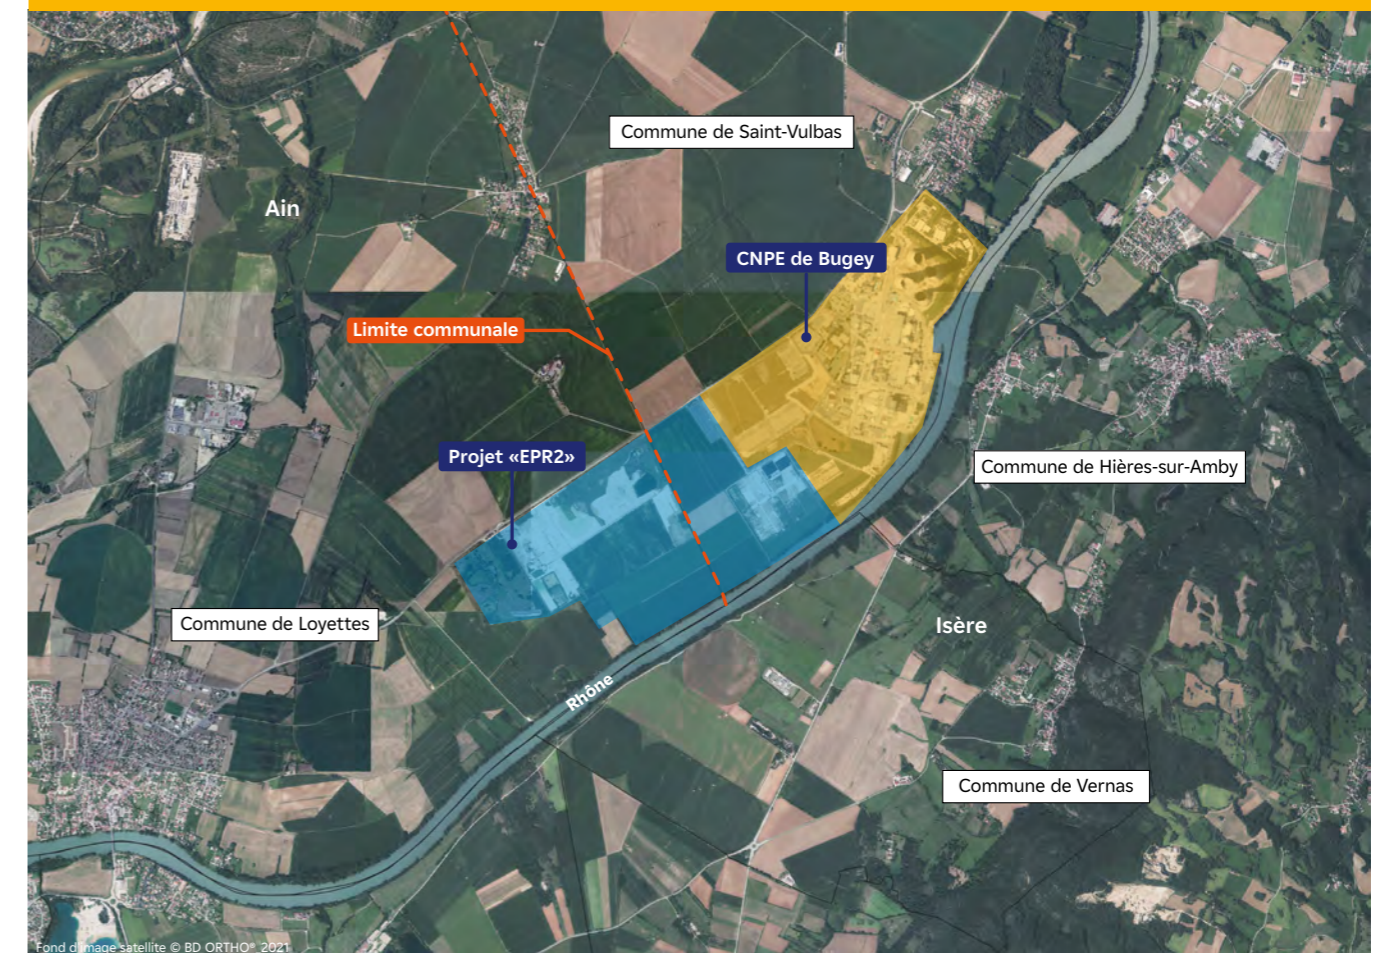 Commune de Saint-Vulbas
Ain
CNPE de Bugey
Limite communale
Projet «EPR2»
Commune de Hières-sur-Amby
Commune de Loyettes
Isère
Rhône
Commune de Vernas
Fond d'image satellite © BD ORTHO® 2021